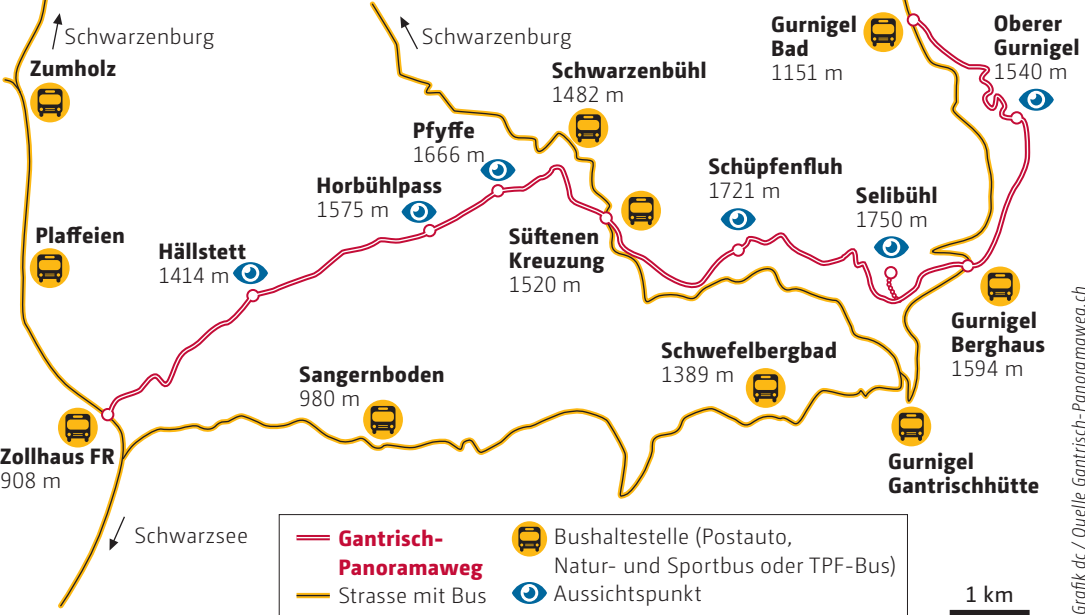 Schwarzenburg
Zumholz
Plaffeien
Hällstett
1414 m
Horbühlpass
1575 m
Pfyffe
1666 m
Schwarzenburg
Schwarzenbühl
1482 m
Süftenen
Kreuzung
1520 m
Schüpfenfluh
1721 m
Selibühl
1750 m
Gurnigel
Bad
1151 m
Oberer
Gurnigel
1540 m
Gurnigel
Berghaus
1594 m
Gurnigel
Gantrischhütte
Schwefelbergbad
1389 m
Sangernboden
980 m
Zollhaus FR
908 m
Schwarzsee
Gantrisch-
Panoramaweg
Strasse mit Bus
Bushaltestelle (Postauto,
Natur- und Sportbus oder TPF-Bus)
Aussichtspunkt
1 km
Grafik dc / Quelle Gantrisch-Panoramaweg.ch